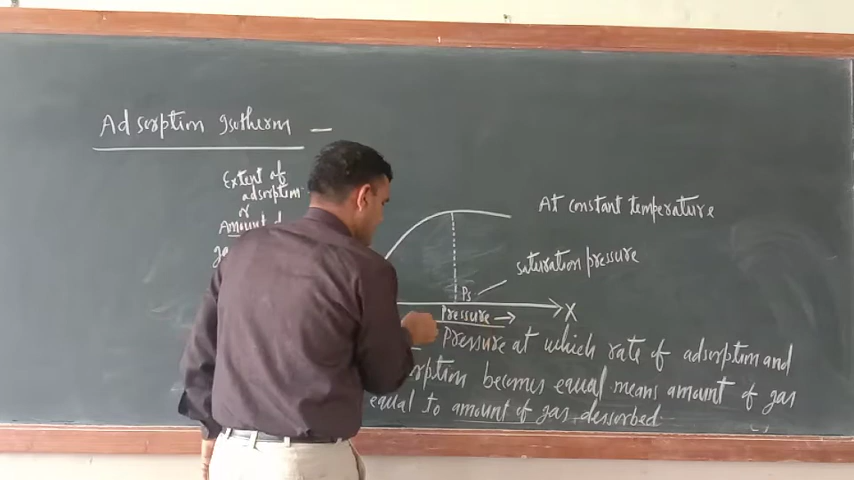 Adsorption Isotherm —
Extent of
adsorption
or
Amount
At constant temperature
saturation pressure
Ps
X
Pressure →
Pressure at which rate of adsorption and
becomes equal means amount of gas
equal to amount of gas desorbed